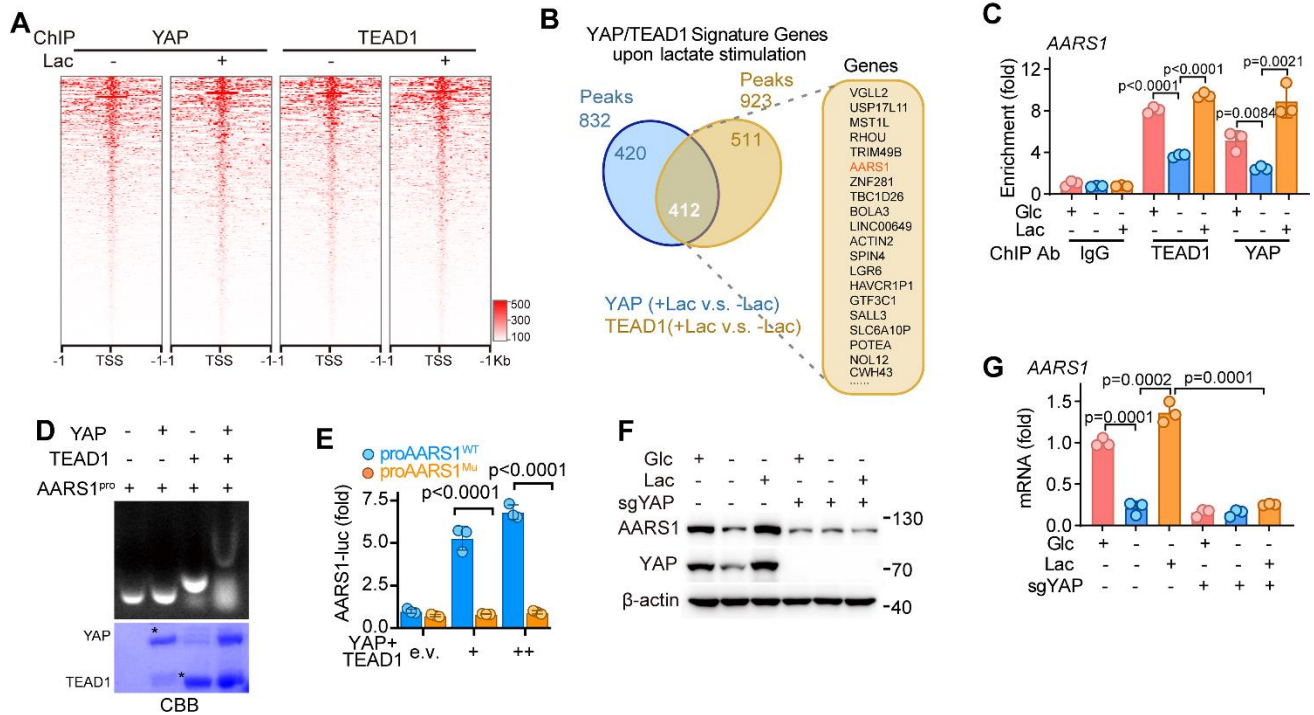 A
ChIP YAP TEAD1
Lac - + - +
500
300
100
-1 TSS -1-1 TSS -1-1 TSS -1-1 TSS -1Kb
B
YAP/TEAD1 Signature Genes
upon lactate stimulation
Peaks
832
Peaks
923
420
511
412
YAP (+Lac v.s. -Lac)
TEAD1(+Lac v.s. -Lac)
Genes
VGLL2
USP17L11
MST1L
RHOU
TRIM49B
AARS1
ZNF281
TBC1D26
BOLA3
LINC00649
ACTIN2
SPIN4
LGR6
HAVCR1P1
GTF3C1
SALL3
SLC6A10P
POTEA
NOL12
CWH43
......
C
AARS1
Enrichment (fold)
12
9
6
3
0
p<0.0001
p<0.0001
p=0.0084
p=0.0021
Glc + - - + - - + - -
Lac - - + - - + - - +
ChIP Ab IgG TEAD1 YAP
D
YAP - + - +
TEAD1 - - + +
AARS1pro + + + +
YAP
*
TEAD1
*
CBB
E
proAARS1WT
proAARS1Mu
AARS1-luc (fold)
7.5
5.0
2.5
0.0
p<0.0001
p<0.0001
YAP+
TEAD1 e.v. + ++
F
Glc + - - + - -
Lac - - + - - +
sgYAP - - - + + +
AARS1
YAP
β-actin
-130
-70
-40
G
AARS1
mRNA (fold)
1.5
1.0
0.5
0.0
p=0.0001
p=0.0002
p=0.0001
Glc + - - + - -
Lac - - + - - +
sgYAP - - - + + +